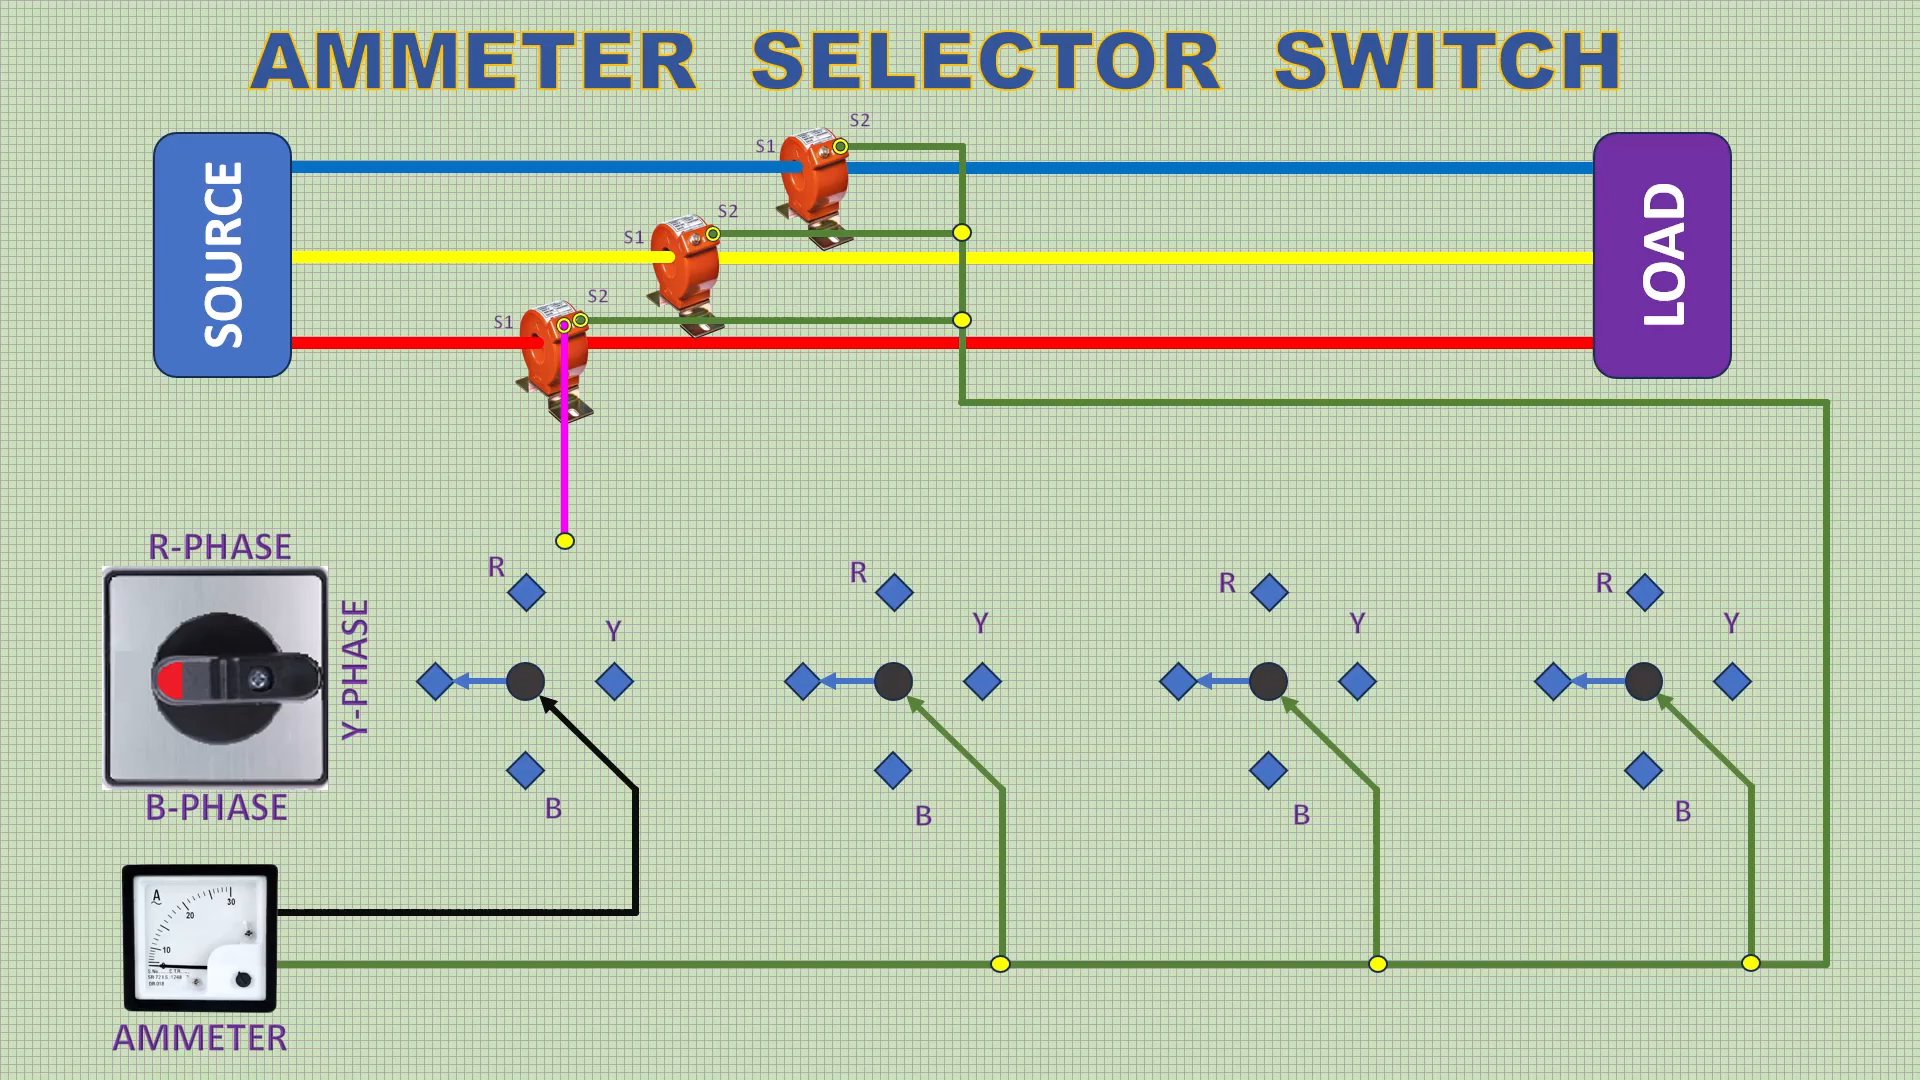 AMMETER SELECTOR SWITCH
S2
S1
S2
S1
S2
S1
SOURCE
LOAD
R-PHASE
Y-PHASE
B-PHASE
R
Y
B
R
Y
B
R
Y
B
R
Y
B
A
10
20
30
AMMETER